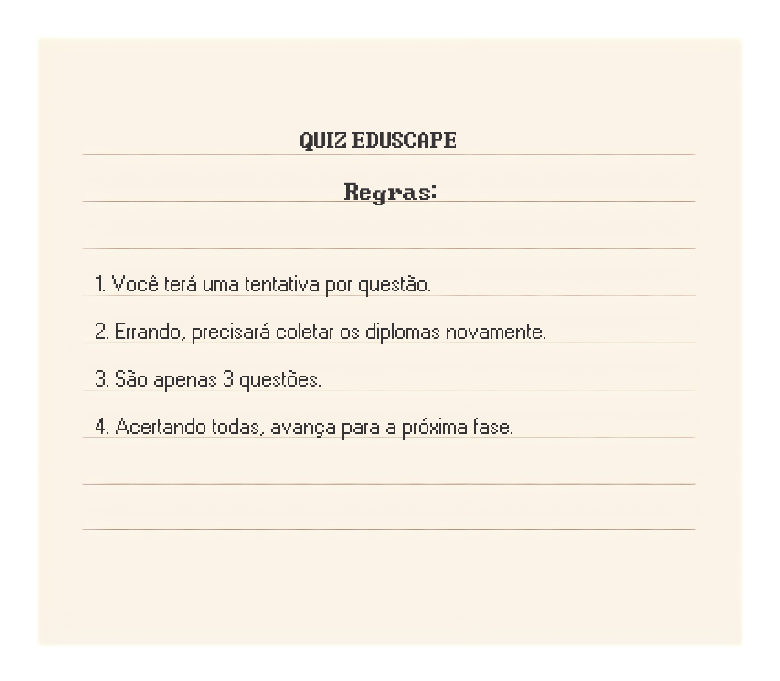 QUIZ EDUSCAPE
Regras:
1. Você terá uma tentativa por questão.
2. Errando, precisará coletar os diplomas novamente.
3. São apenas 3 questões.
4. Acertando todas, avança para a próxima fase.